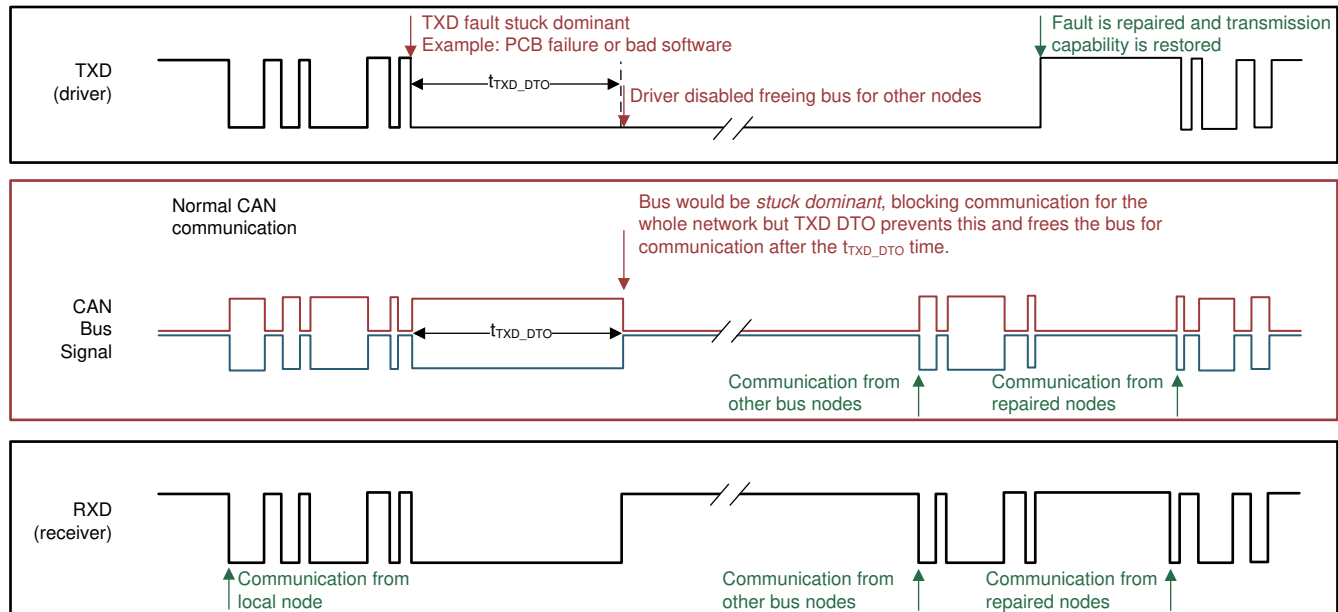 TXD fault stuck dominant
Example: PCB failure or bad software
Fault is repaired and transmission
capability is restored
TXD
(driver)
tTXD_DTO
Driver disabled freeing bus for other nodes
Normal CAN
communication
Bus would be stuck dominant, blocking communication for the
whole network but TXD DTO prevents this and frees the bus for
communication after the tTXD_DTO time.
CAN
Bus
Signal
tTXD_DTO
Communication from
other bus nodes
Communication from
repaired nodes
RXD
(receiver)
Communication from
local node
Communication from
other bus nodes
Communication from
repaired nodes